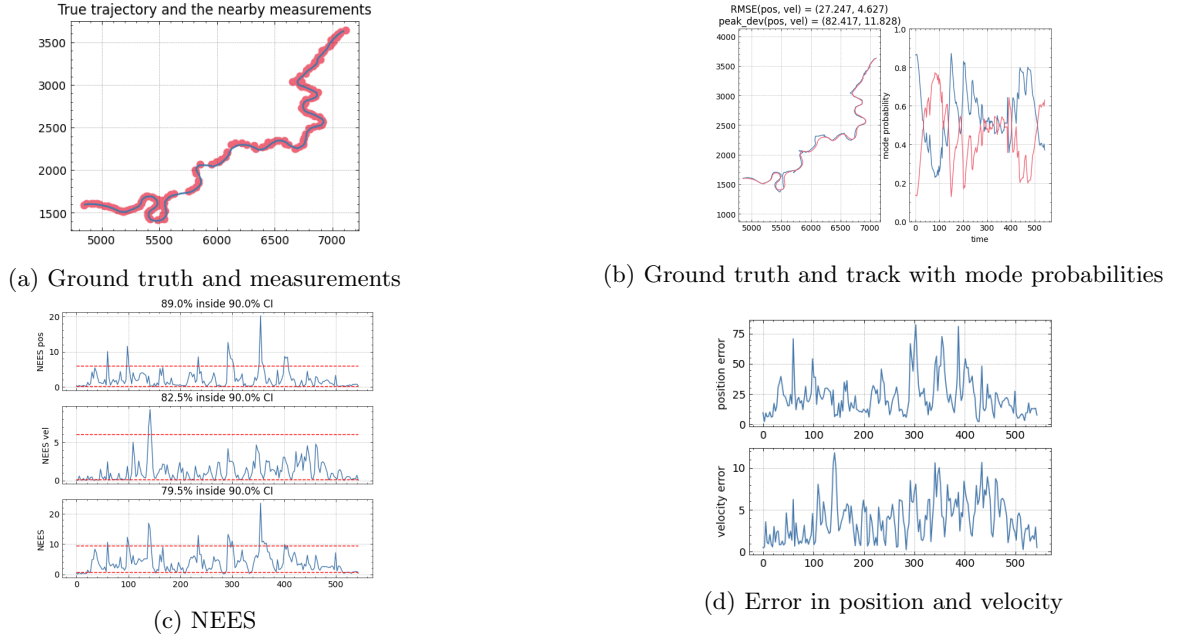 True trajectory and the nearby measurements
3500
3000
2500
2000
1500
5000 5500 6000 6500 7000
(a) Ground truth and measurements
RMSE(pos, vel) = (27.247, 4.627)
peak_dev(pos, vel) = (82.417, 11.828)
4000
3500
3000
2500
2000
1500
1000
5000 5500 6000 6500 7000
mode probability
1.0
0.8
0.6
0.4
0.2
0.0
0 100 200 300 400 500
time
(b) Ground truth and track with mode probabilities
89.0% inside 90.0% CI
NEES pos
20
10
0
82.5% inside 90.0% CI
NEES vel
5
0
79.5% inside 90.0% CI
NEES
20
10
0
0 100 200 300 400 500
(c) NEES
position error
75
50
25
0
0 100 200 300 400 500
velocity error
10
5
0
0 100 200 300 400 500
(d) Error in position and velocity